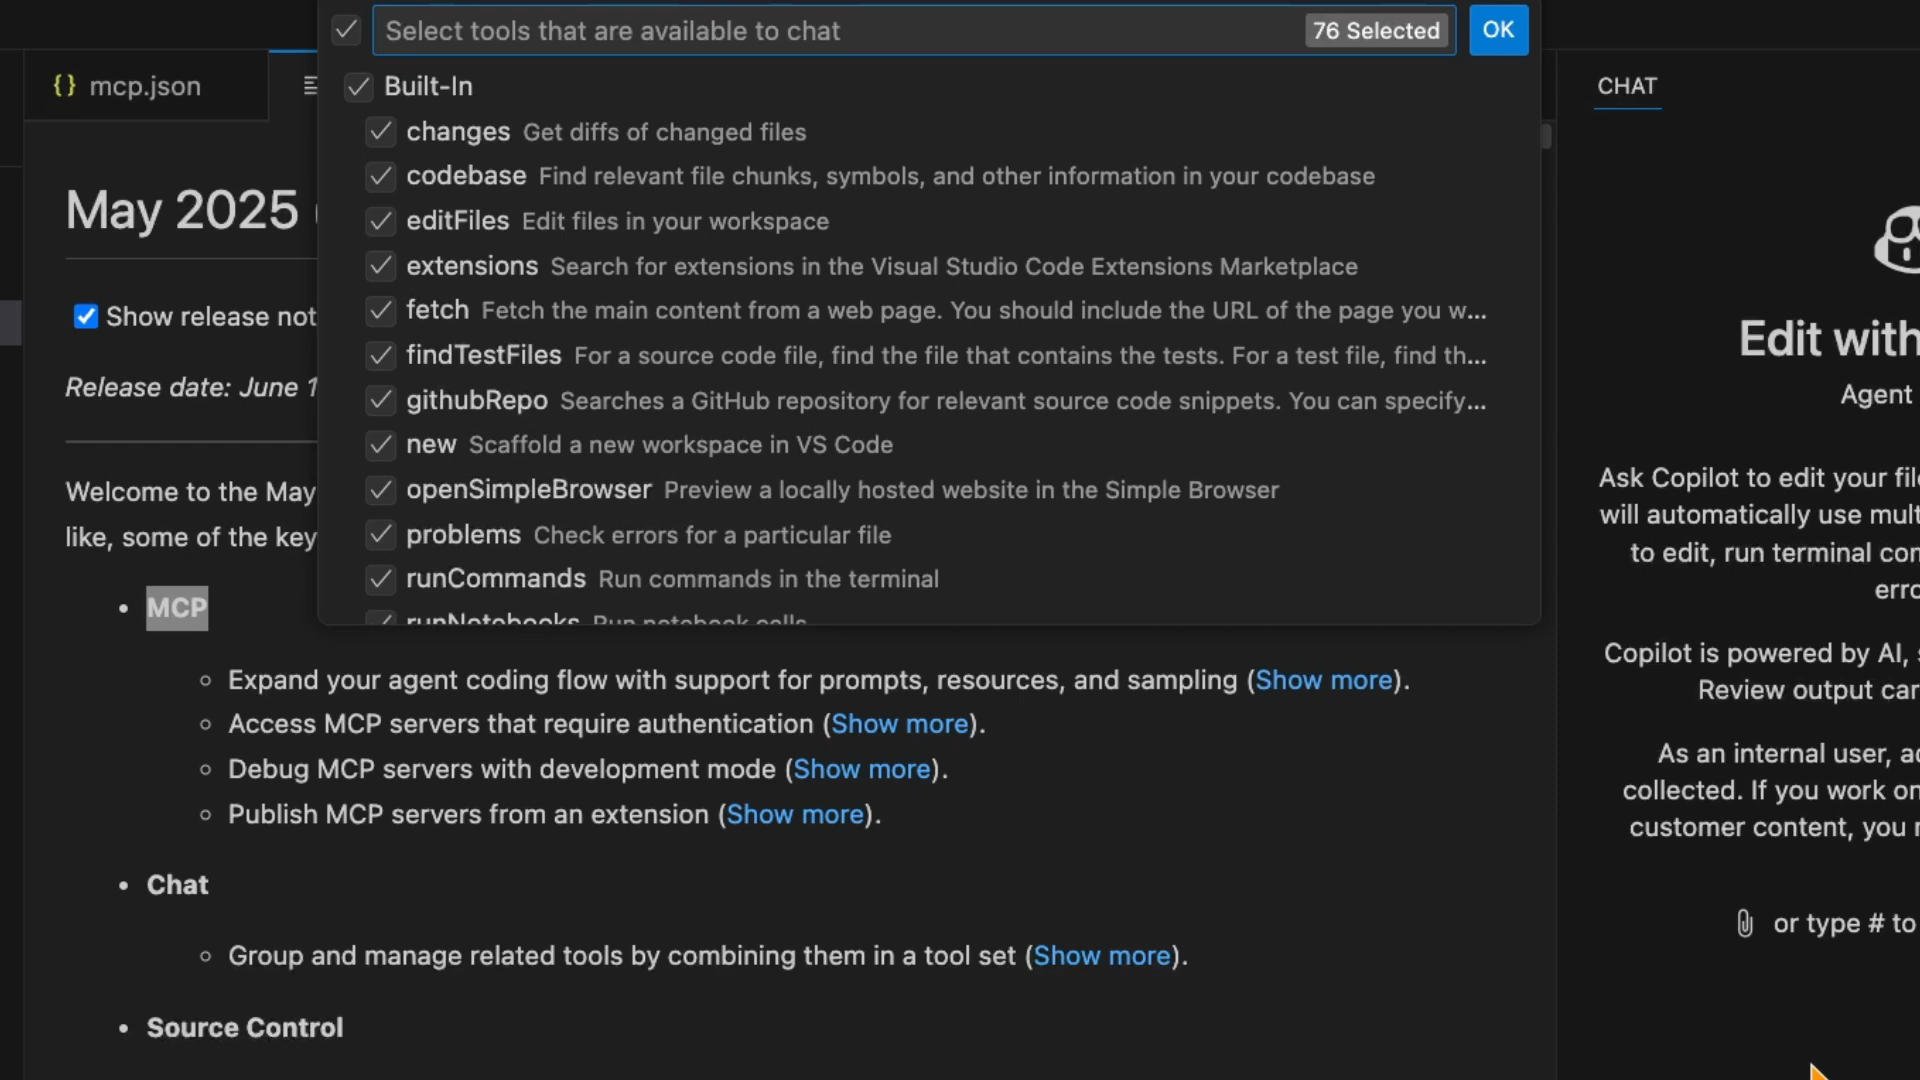 Select tools that are available to chat
76 Selected
OK
{} mcp.json
Built-In
CHAT
changes Get diffs of changed files
codebase Find relevant file chunks, symbols, and other information in your codebase
May 2025
editFiles Edit files in your workspace
extensions Search for extensions in the Visual Studio Code Extensions Marketplace
Show release not
fetch Fetch the main content from a web page. You should include the URL of the page you w...
Edit with
findTestFiles For a source code file, find the file that contains the tests. For a test file, find th...
Release date: June 1
Agent
githubRepo Searches a GitHub repository for relevant source code snippets. You can specify...
new Scaffold a new workspace in VS Code
Welcome to the May
openSimpleBrowser Preview a locally hosted website in the Simple Browser
like, some of the key
problems Check errors for a particular file
runCommands Run commands in the terminal
runNotebooks Run notebook cells
Ask Copilot to edit your file
will automatically use mult
to edit, run terminal con
erro
• MCP
◦ Expand your agent coding flow with support for prompts, resources, and sampling (Show more).
◦ Access MCP servers that require authentication (Show more).
◦ Debug MCP servers with development mode (Show more).
◦ Publish MCP servers from an extension (Show more).
Copilot is powered by AI, s
Review output car
As an internal user, ac
collected. If you work on
customer content, you r
• Chat
◦ Group and manage related tools by combining them in a tool set (Show more).
or type # to
• Source Control